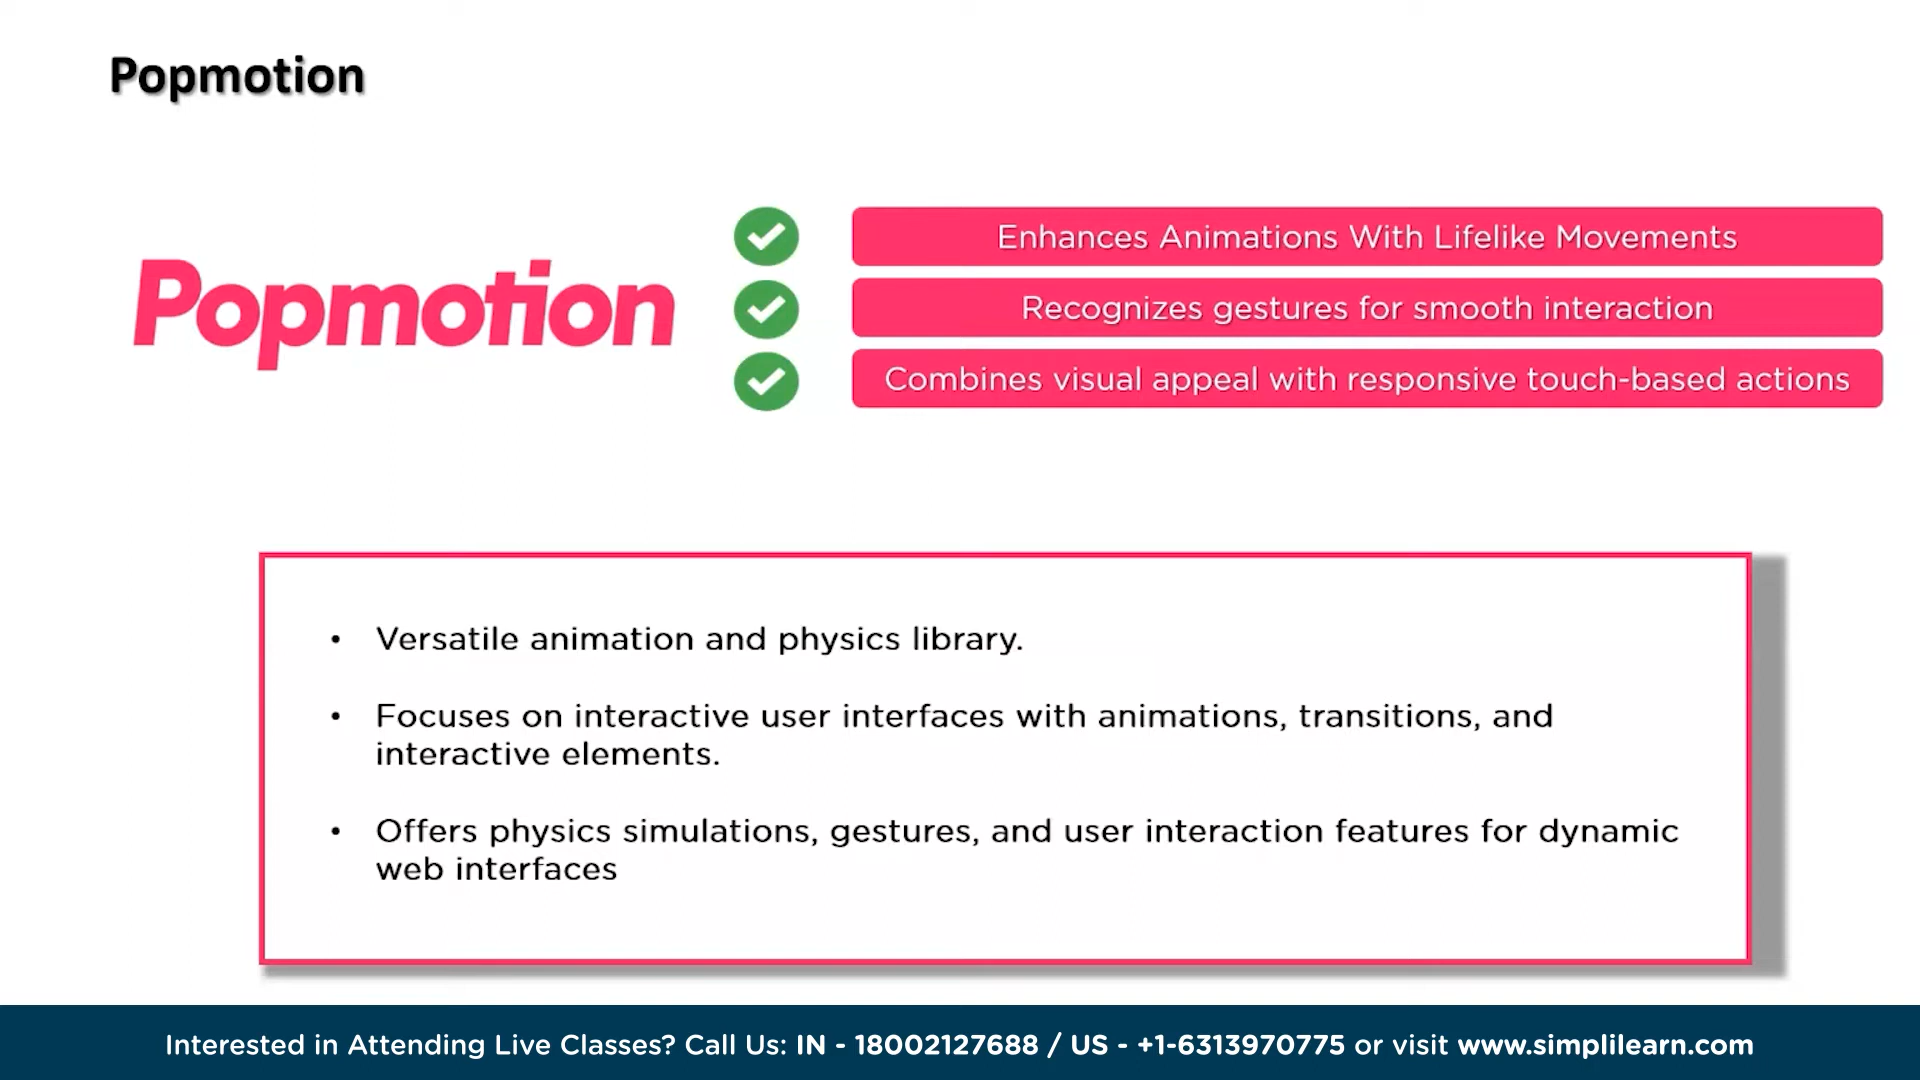 Popmotion
Popmotion
Enhances Animations With Lifelike Movements
Recognizes gestures for smooth interaction
Combines visual appeal with responsive touch-based actions
• Versatile animation and physics library.
• Focuses on interactive user interfaces with animations, transitions, and
interactive elements.
• Offers physics simulations, gestures, and user interaction features for dynamic
web interfaces
Interested in Attending Live Classes? Call Us: IN - 18002127688 / US - +1-6313970775 or visit www.simplilearn.com